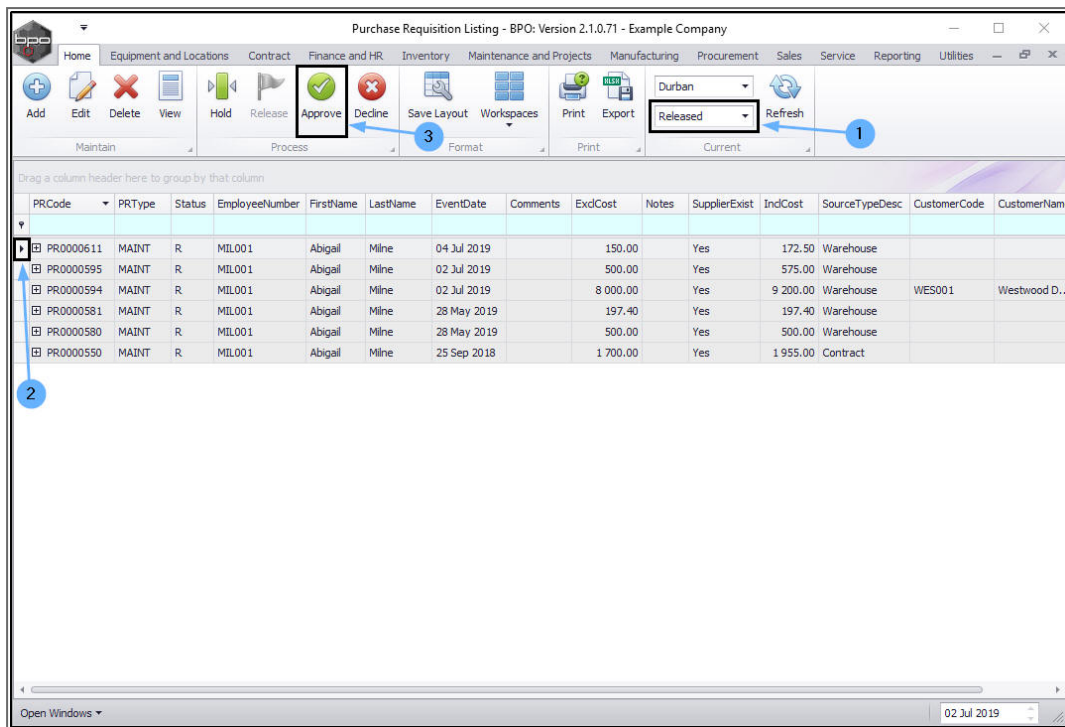 Purchase Requisition Listing - BPO: Version 2.1.0.71 - Example Company
bpo
Home Equipment and Locations Contract Finance and HR Inventory Maintenance and Projects Manufacturing Procurement Sales Service Reporting Utilities
Add Edit Delete View Hold Release Approve Decline Save Layout Workspaces Print Export Durban Released Refresh
XLSX
3
1
Maintain Process Format Print Current
Drag a column header here to group by that column
PRCode PRType Status EmployeeNumber FirstName LastName EventDate Comments ExclCost Notes SupplierExist InclCost SourceTypeDesc CustomerCode CustomerNam
PR0000611 MAINT R MIL001 Abigail Milne 04 Jul 2019 150.00 Yes 172.50 Warehouse
PR0000595 MAINT R MIL001 Abigail Milne 02 Jul 2019 500.00 Yes 575.00 Warehouse
PR0000594 MAINT R MIL001 Abigail Milne 02 Jul 2019 8 000.00 Yes 9 200.00 Warehouse WES001 Westwood D..
PR0000581 MAINT R MIL001 Abigail Milne 28 May 2019 197.40 Yes 197.40 Warehouse
PR0000580 MAINT R MIL001 Abigail Milne 28 May 2019 500.00 Yes 500.00 Warehouse
PR0000550 MAINT R MIL001 Abigail Milne 25 Sep 2018 1 700.00 Yes 1 955.00 Contract
2
Open Windows 02 Jul 2019